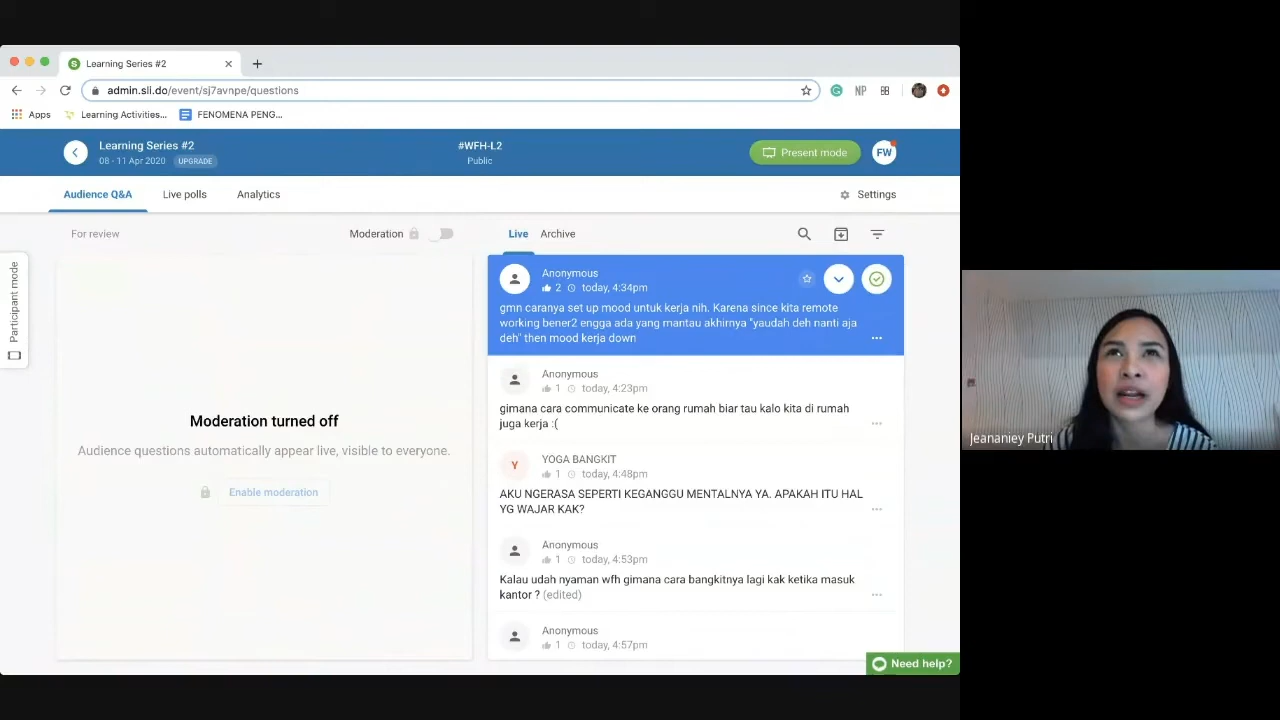 Learning Series #2
admin.sli.do/event/sj7avnpe/questions
NP
Apps
Learning Activities...
FENOMENA PENG...
Learning Series #2
08 - 11 Apr 2020 UPGRADE
#WFH-L2
Public
Present mode
FW
Audience Q&A
Live polls
Analytics
Settings
For review
Moderation
Live
Archive
Participant mode
Moderation turned off
Audience questions automatically appear live, visible to everyone.
Enable moderation
Anonymous
2 today, 4:34pm
gmn caranya set up mood untuk kerja nih. Karena since kita remote
working bener2 engga ada yang mantau akhirnya "yaudah deh nanti aja
deh" then mood kerja down
Anonymous
1 today, 4:23pm
gimana cara communicate ke orang rumah biar tau kalo kita di rumah
juga kerja :(
Y
YOGA BANGKIT
1 today, 4:48pm
AKU NGERASA SEPERTI KEGANGGU MENTALNYA YA. APAKAH ITU HAL
YG WAJAR KAK?
Anonymous
1 today, 4:53pm
Kalau udah nyaman wfh gimana cara bangkitnya lagi kak ketika masuk
kantor ? (edited)
Anonymous
1 today, 4:57pm
Need help?
Jeananiey Putri